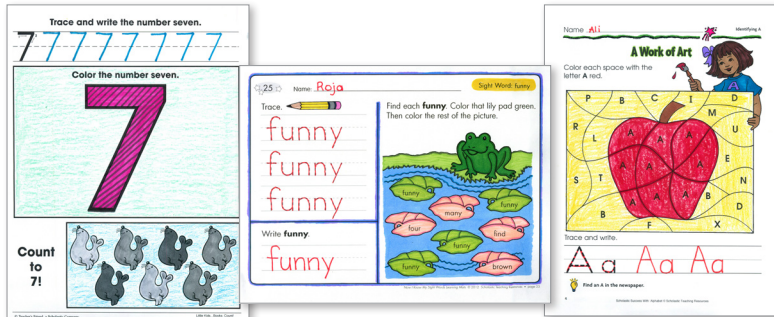 Trace and write the number seven.
7 7 7 7 7 7 7 7
Color the number seven.
7
Count
to
7!
25
Name: Roja
Sight Word: funny
Trace.
funny
funny
funny
Write funny.
funny
Find each funny. Color that lily pad green.
Then color the rest of the picture.
funny
funny
many
four
find
funny
funny
brown
Name Ali
Identifying A
A Work of Art
Color each space with the
letter A red.
P B C I D
M
R L A A U
A A A E
S T N
A A A B D
B F X
Trace and write.
A a A a A a
Find an A in the newspaper.